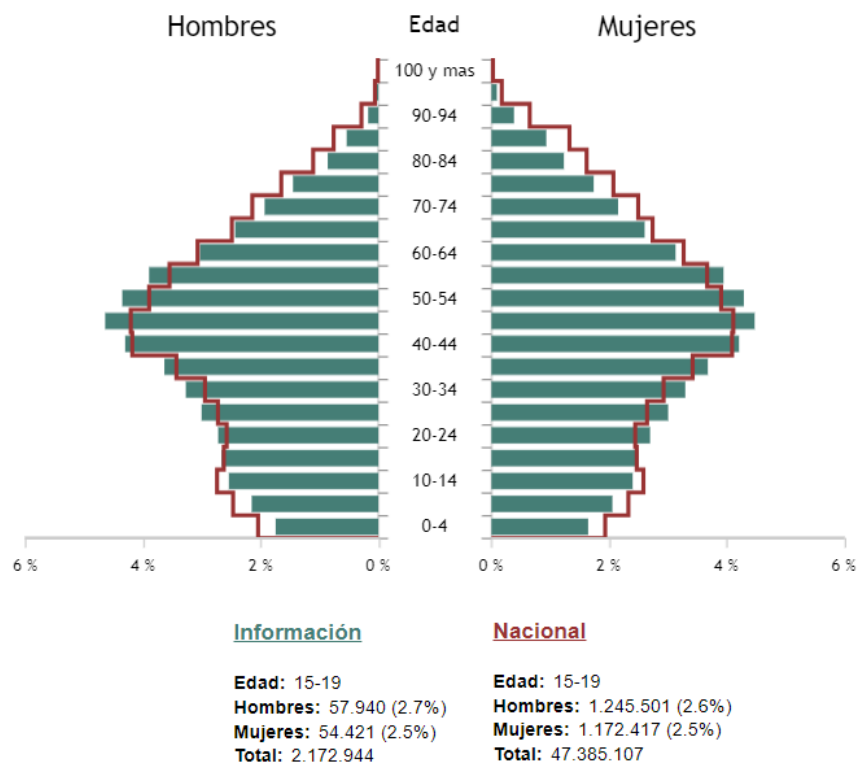 Hombres Edad Mujeres
100 y mas
90-94
80-84
70-74
60-64
50-54
40-44
30-34
20-24
10-14
0-4
6 % 4 % 2 % 0 % 0 % 2 % 4 % 6 %
Información
Edad: 15-19
Hombres: 57.940 (2.7%)
Mujeres: 54.421 (2.5%)
Total: 2.172.944
Nacional
Edad: 15-19
Hombres: 1.245.501 (2.6%)
Mujeres: 1.172.417 (2.5%)
Total: 47.385.107